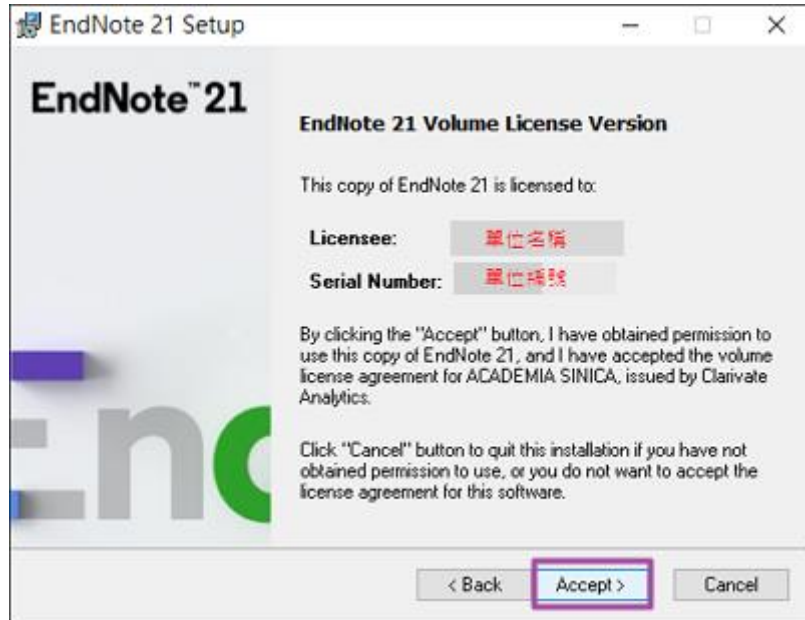 EndNote 21 Setup
EndNote™21
EndNote 21 Volume License Version
This copy of EndNote 21 is licensed to:
Licensee: 單位名稱
Serial Number: 單位編號
By clicking the "Accept" button, I have obtained permission to
use this copy of EndNote 21, and I have accepted the volume
license agreement for ACADEMIA SINICA, issued by Clarivate
Analytics.
Click "Cancel" button to quit this installation if you have not
obtained permission to use, or you do not want to accept the
license agreement for this software.
Enc
< Back Accept > Cancel